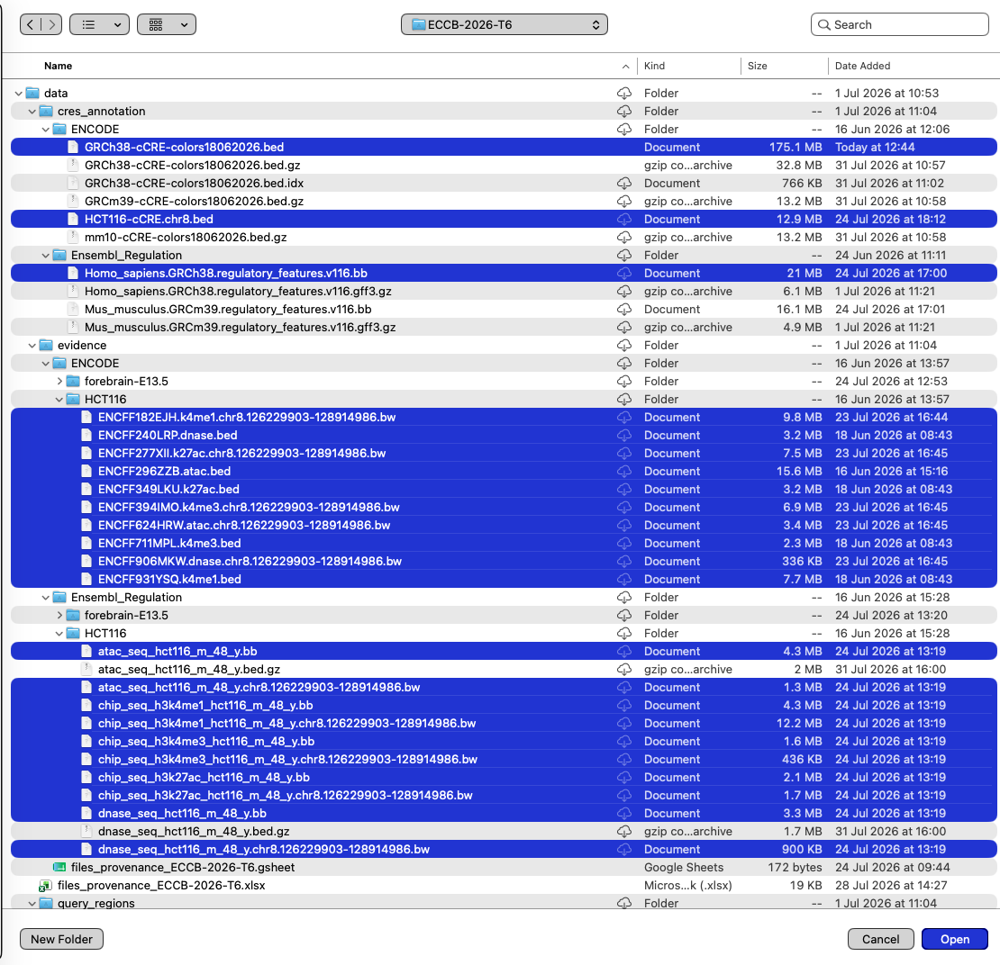 ECCB-2026-T6
Search
Name Kind Size Date Added
data Folder -- 1 Jul 2026 at 10:53
cres_annotation Folder -- 1 Jul 2026 at 11:04
ENCODE Folder -- 16 Jun 2026 at 12:06
GRCh38-cCRE-colors18062026.bed Document 175.1 MB Today at 12:44
GRCh38-cCRE-colors18062026.bed.gz gzip co...archive 32.8 MB 31 Jul 2026 at 10:57
GRCh38-cCRE-colors18062026.bed.idx Document 766 KB 31 Jul 2026 at 11:02
GRCm39-cCRE-colors18062026.bed.gz gzip co...archive 13.2 MB 31 Jul 2026 at 10:58
HCT116-cCRE.chr8.bed Document 12.9 MB 24 Jul 2026 at 18:12
mm10-cCRE-colors18062026.bed.gz gzip co...archive 13.2 MB 31 Jul 2026 at 10:58
Ensembl_Regulation Folder -- 24 Jun 2026 at 11:11
Homo_sapiens.GRCh38.regulatory_features.v116.bb Document 21 MB 24 Jul 2026 at 17:00
Homo_sapiens.GRCh38.regulatory_features.v116.gff3.gz gzip co...archive 6.1 MB 1 Jul 2026 at 11:21
Mus_musculus.GRCm39.regulatory_features.v116.bb Document 16.1 MB 24 Jul 2026 at 17:01
Mus_musculus.GRCm39.regulatory_features.v116.gff3.gz gzip co...archive 4.9 MB 1 Jul 2026 at 11:21
evidence Folder -- 1 Jul 2026 at 11:04
ENCODE Folder -- 16 Jun 2026 at 13:57
forebrain-E13.5 Folder -- 24 Jul 2026 at 12:53
HCT116 Folder -- 16 Jun 2026 at 13:57
ENCFF182EJH.k4me1.chr8.126229903-128914986.bw Document 9.8 MB 23 Jul 2026 at 16:44
ENCFF240LRP.dnase.bed Document 3.2 MB 18 Jun 2026 at 08:43
ENCFF277XII.k27ac.chr8.126229903-128914986.bw Document 7.5 MB 23 Jul 2026 at 16:45
ENCFF296ZZB.atac.bed Document 15.6 MB 16 Jun 2026 at 15:16
ENCFF349LKU.k27ac.bed Document 3.2 MB 18 Jun 2026 at 08:43
ENCFF394IMO.k4me3.chr8.126229903-128914986.bw Document 6.9 MB 23 Jul 2026 at 16:45
ENCFF624HRW.atac.chr8.126229903-128914986.bw Document 3.4 MB 23 Jul 2026 at 16:45
ENCFF711MPL.k4me3.bed Document 2.3 MB 18 Jun 2026 at 08:43
ENCFF906MKW.dnase.chr8.126229903-128914986.bw Document 336 KB 23 Jul 2026 at 16:45
ENCFF931YSQ.k4me1.bed Document 7.7 MB 18 Jun 2026 at 08:43
Ensembl_Regulation Folder -- 16 Jun 2026 at 15:28
forebrain-E13.5 Folder -- 24 Jul 2026 at 13:20
HCT116 Folder -- 16 Jun 2026 at 15:28
atac_seq_hct116_m_48_y.bb Document 4.3 MB 24 Jul 2026 at 13:19
atac_seq_hct116_m_48_y.bed.gz gzip co...archive 2 MB 31 Jul 2026 at 16:00
atac_seq_hct116_m_48_y.chr8.126229903-128914986.bw Document 1.3 MB 24 Jul 2026 at 13:19
chip_seq_h3k4me1_hct116_m_48_y.bb Document 4.3 MB 24 Jul 2026 at 13:19
chip_seq_h3k4me1_hct116_m_48_y.chr8.126229903-128914986.bw Document 12.2 MB 24 Jul 2026 at 13:19
chip_seq_h3k4me3_hct116_m_48_y.bb Document 1.6 MB 24 Jul 2026 at 13:19
chip_seq_h3k4me3_hct116_m_48_y.chr8.126229903-128914986.bw Document 436 KB 24 Jul 2026 at 13:19
chip_seq_h3k27ac_hct116_m_48_y.bb Document 2.1 MB 24 Jul 2026 at 13:19
chip_seq_h3k27ac_hct116_m_48_y.chr8.126229903-128914986.bw Document 1.7 MB 24 Jul 2026 at 13:19
dnase_seq_hct116_m_48_y.bb Document 3.3 MB 24 Jul 2026 at 13:19
dnase_seq_hct116_m_48_y.bed.gz gzip co...archive 1.7 MB 31 Jul 2026 at 16:00
dnase_seq_hct116_m_48_y.chr8.126229903-128914986.bw Document 900 KB 24 Jul 2026 at 13:19
files_provenance_ECCB-2026-T6.gsheet Google Sheets 172 bytes 24 Jul 2026 at 09:44
files_provenance_ECCB-2026-T6.xlsx Micros...k (.xlsx) 19 KB 28 Jul 2026 at 14:27
query_regions Folder -- 1 Jul 2026 at 11:04
New Folder Cancel Open